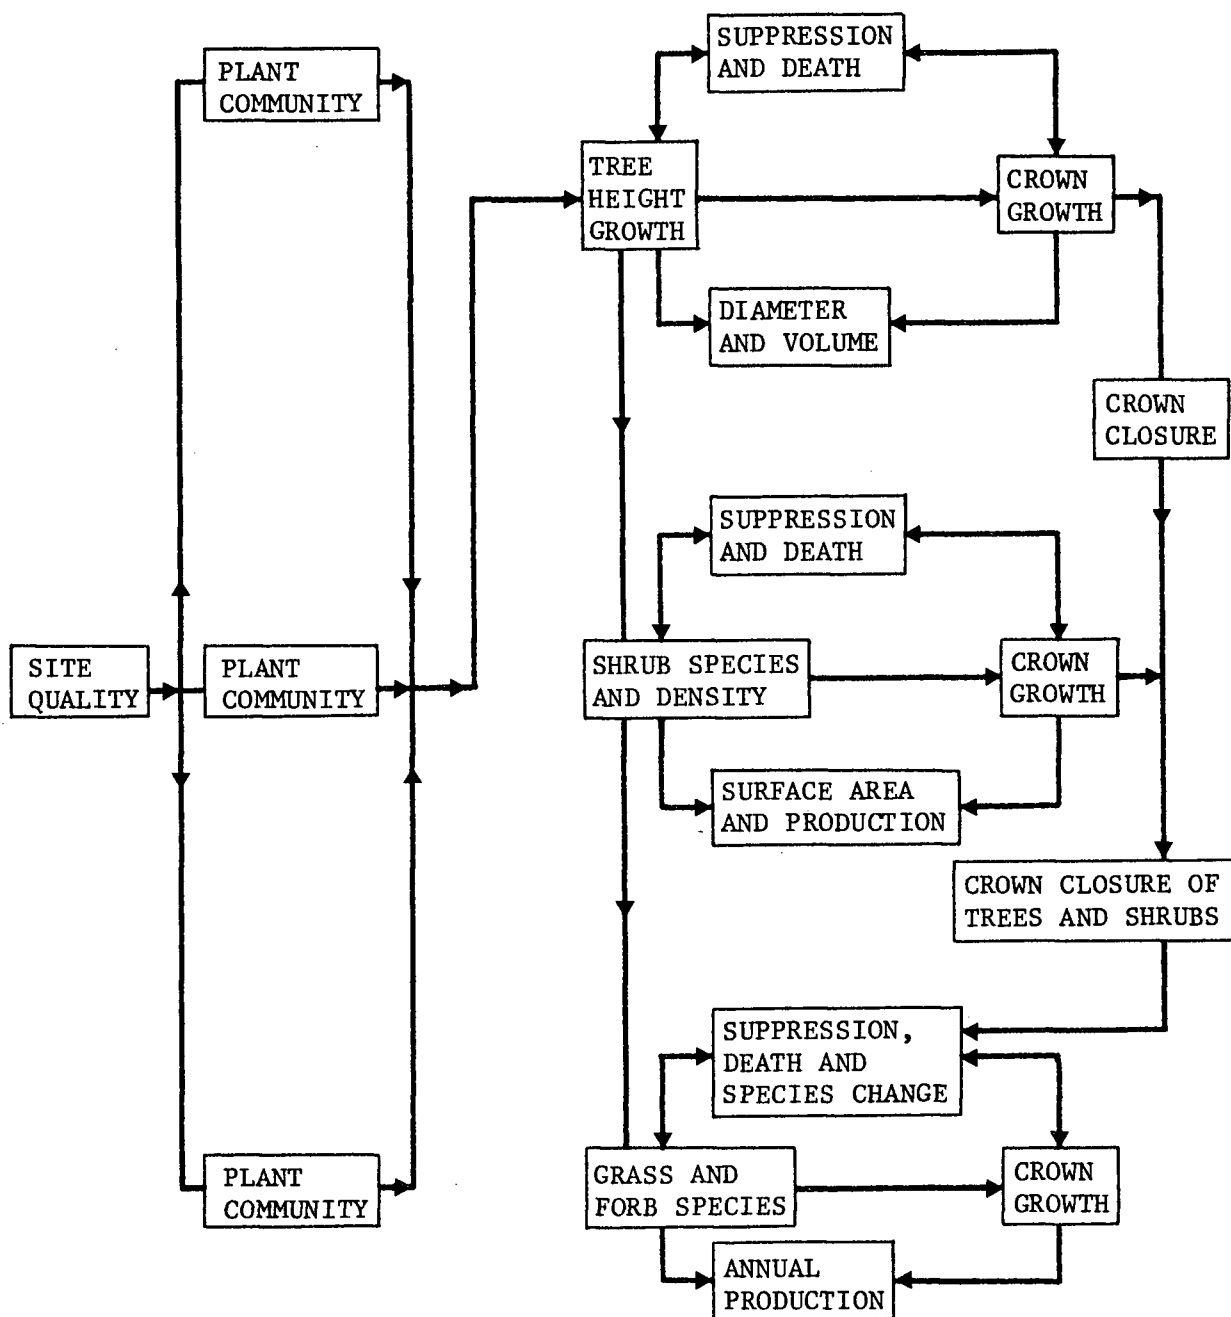 PLANT
COMMUNITY
SITE
QUALITY
PLANT
COMMUNITY
PLANT
COMMUNITY
SUPPRESSION
AND DEATH
TREE
HEIGHT
GROWTH
CROWN
GROWTH
DIAMETER
AND VOLUME
CROWN
CLOSURE
SUPPRESSION
AND DEATH
SHRUB SPECIES
AND DENSITY
CROWN
GROWTH
SURFACE AREA
AND PRODUCTION
CROWN CLOSURE OF
TREES AND SHRUBS
SUPPRESSION,
DEATH AND
SPECIES CHANGE
GRASS AND
FORB SPECIES
CROWN
GROWTH
ANNUAL
PRODUCTION